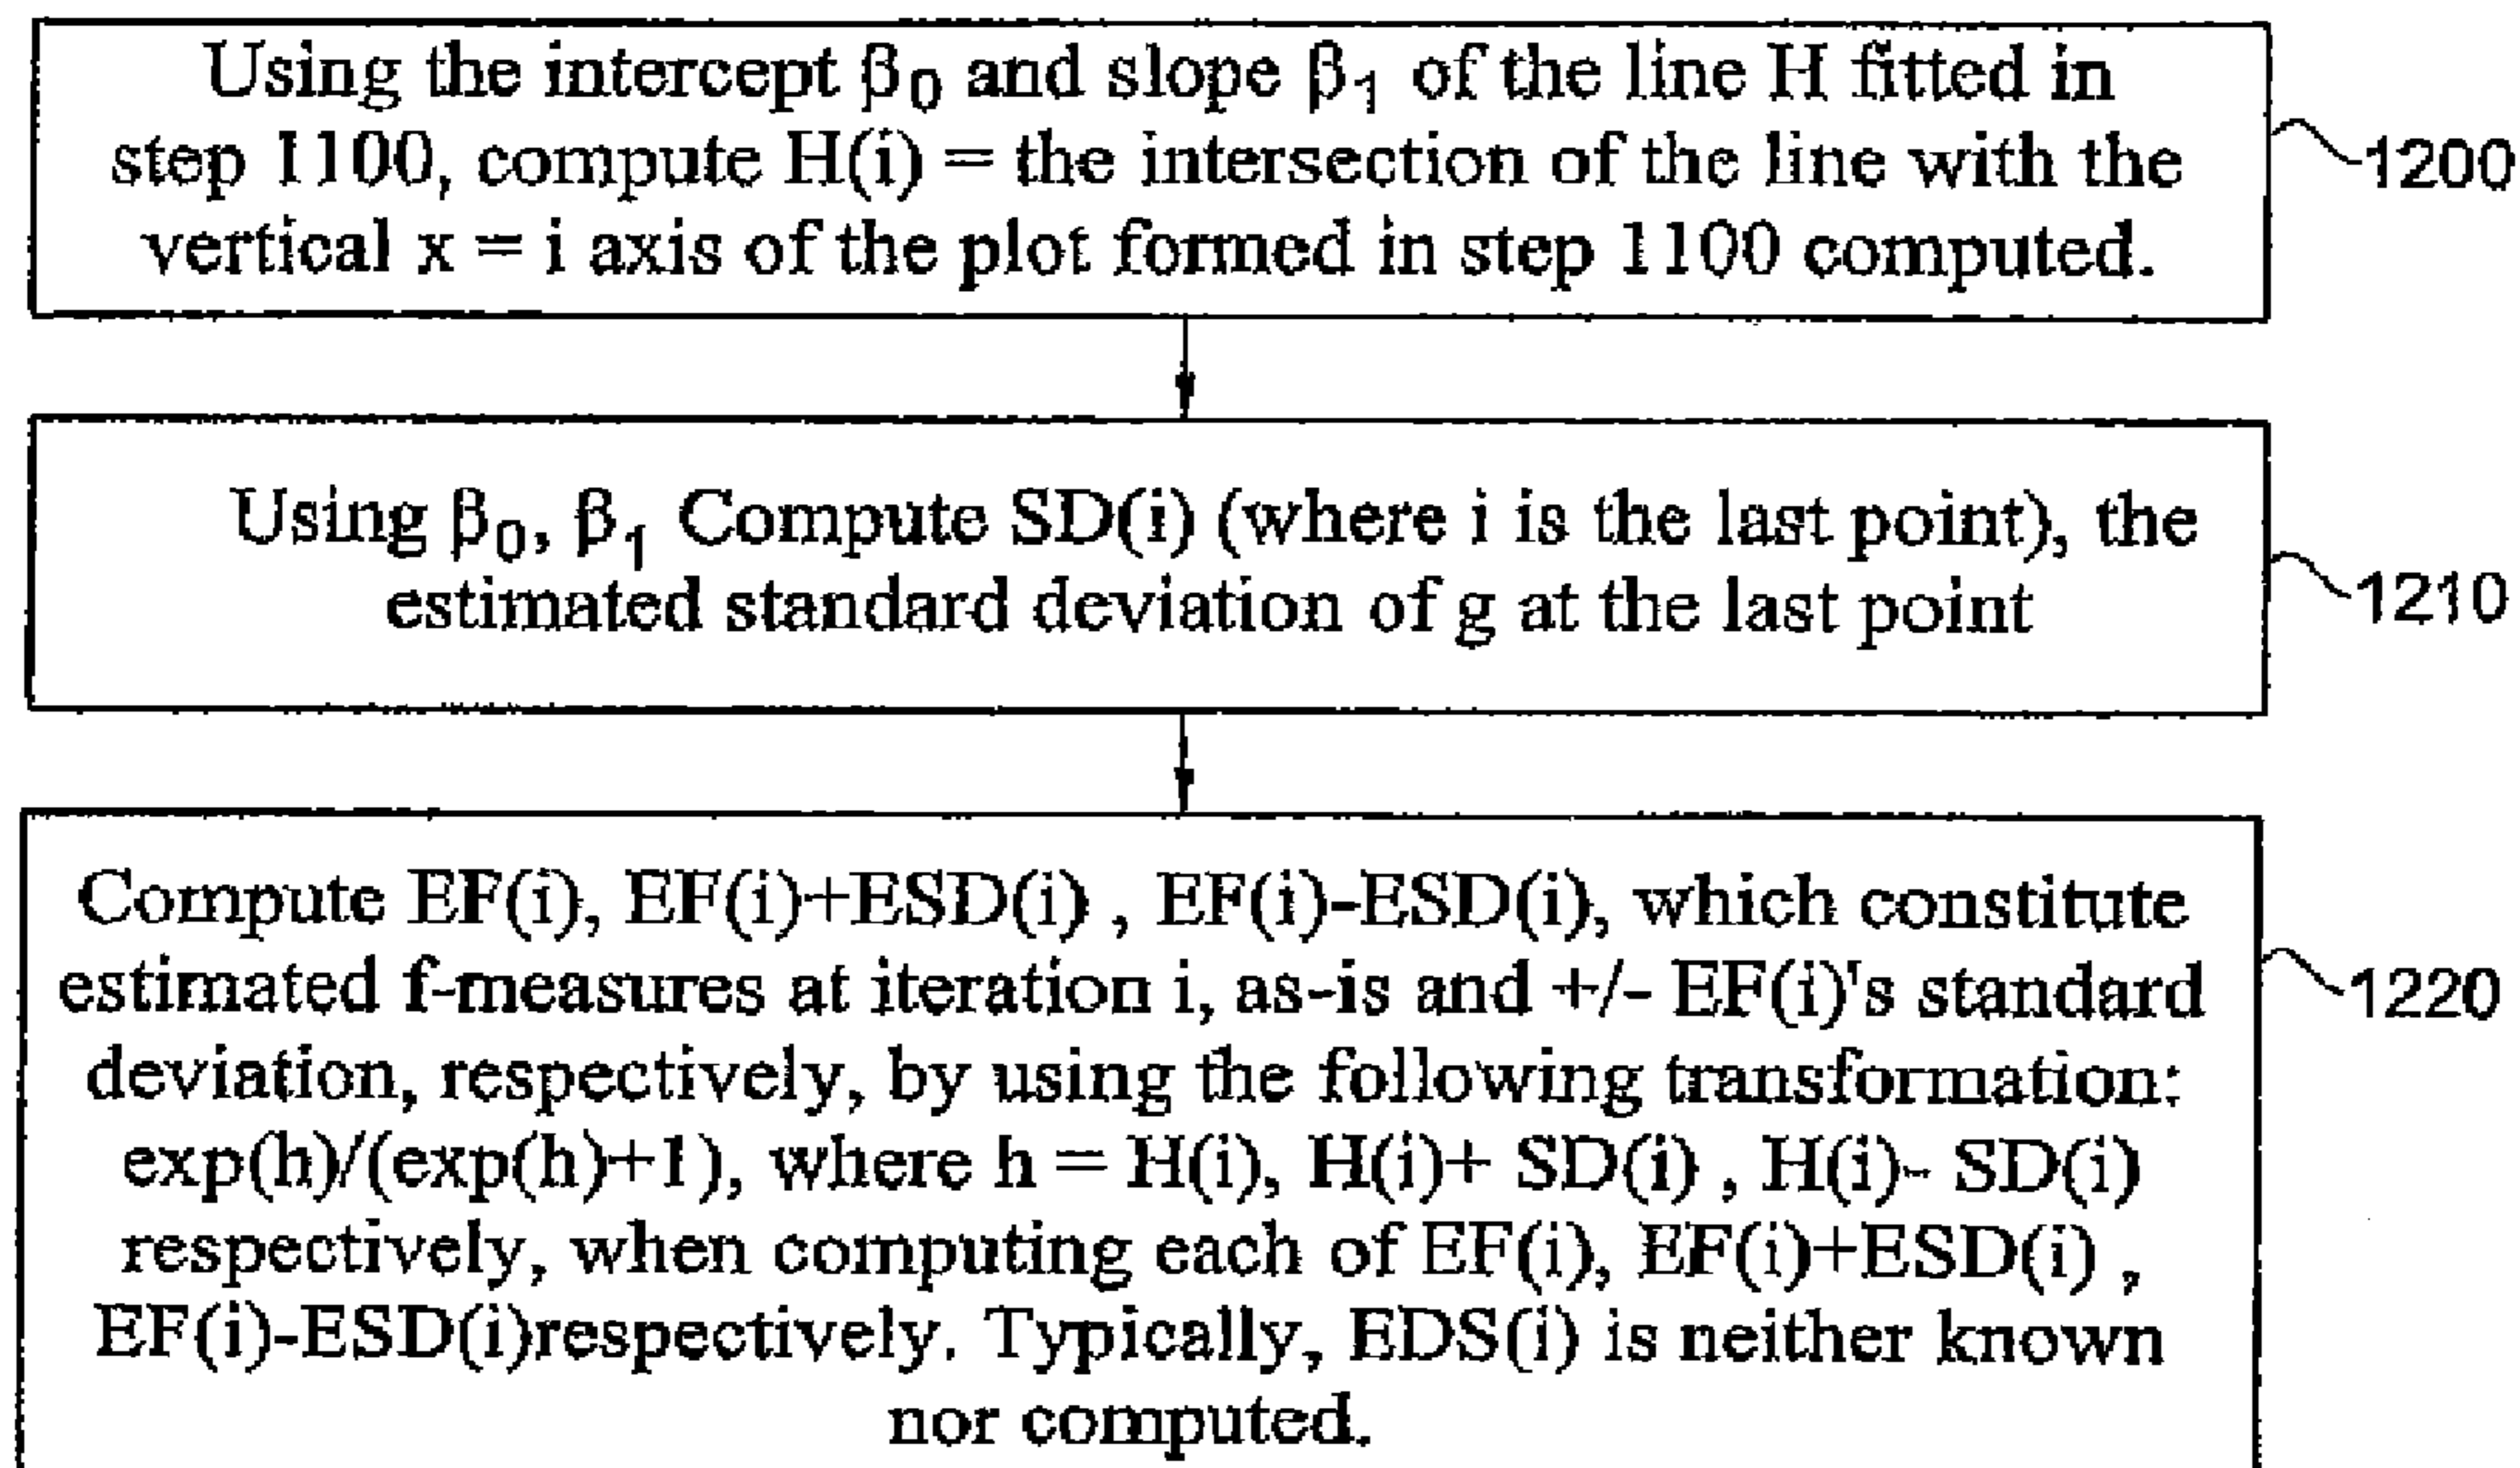 Using the intercept β₀ and slope β₁ of the line H fitted in
step 1100, compute H(i) = the intersection of the line with the
vertical x = i axis of the plot formed in step 1100 computed.
1200
Using β₀, β₁ Compute SD(i) (where i is the last point), the
estimated standard deviation of g at the last point
1210
Compute EF(i), EF(i)+ESD(i) , EF(i)-ESD(i), which constitute
estimated f-measures at iteration i, as-is and +/- EF(i)'s standard
deviation, respectively, by using the following transformation:
exp(h)/(exp(h)+1), where h = H(i), H(i)+ SD(i) , H(i)- SD(i)
respectively, when computing each of EF(i), EF(i)+ESD(i) ,
EF(i)-ESD(i)respectively. Typically, EDS(i) is neither known
nor computed.
1220